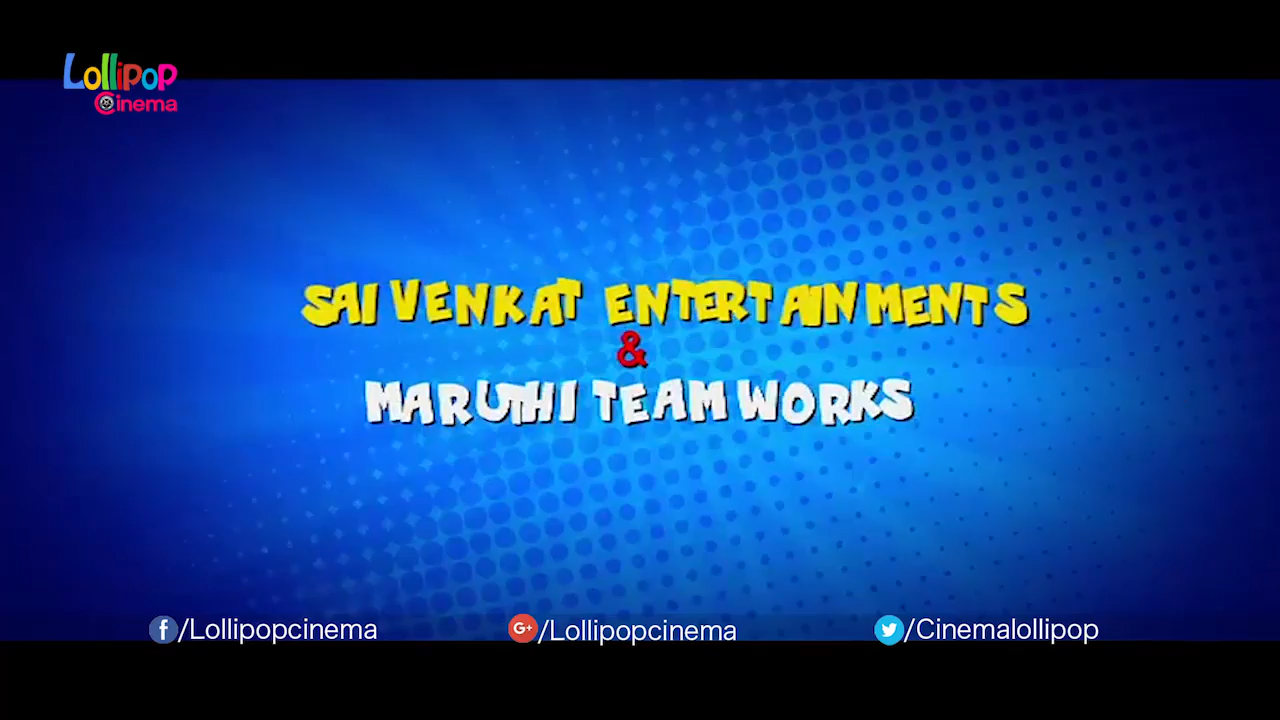 Lollipop
Cinema
SAI VENKAT ENTERTAINMENTS
&
MARUTHI TEAM WORKS
/Lollipopcinema
/Lollipopcinema
/Cinemalollipop